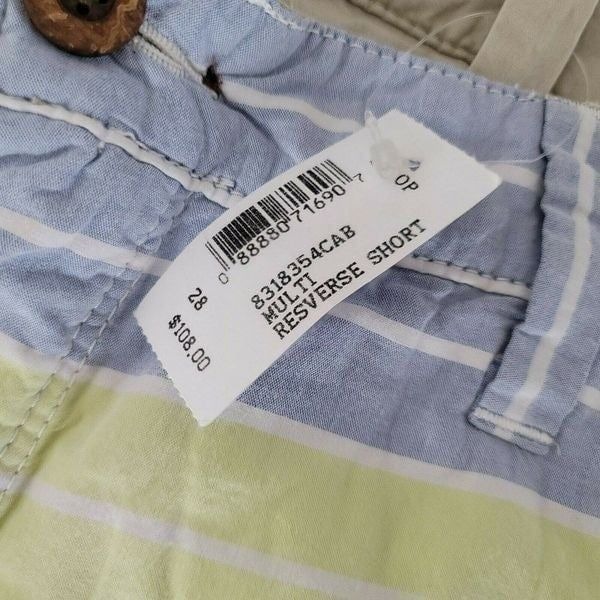 0 88880 71690 7
8318354CAB
MULTI
RESVERSE SHORT
28
$108.00